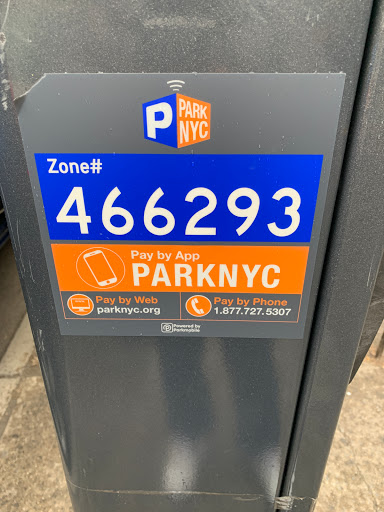 P PARK
NYC
Zone#
466293
Pay by App
PARKNYC
Pay by Web
parknyc.org
Pay by Phone
1.877.727.5307
Powered by
Parkmobile